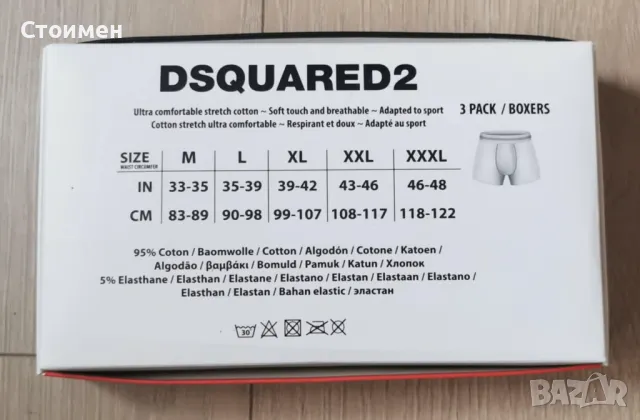 Стоимен
DSQUARED2
Ultra comfortable stretch cotton ~ Soft touch and breathable ~ Adapted to sport
Cotton stretch ultra comfortable ~ Respirant et doux ~ Adapté au sport
3 PACK / BOXERS
SIZE M L XL XXL XXXL
WAIST CIRCOMFER
IN 33-35 35-39 39-42 43-46 46-48
CM 83-89 90-98 99-107 108-117 118-122
95% Coton / Baomwolle / Cotton / Algodón / Cotone / Katoen /
Algodão / βαμβάκι / Bomuld / Pamuk / Katun / Хлопок
5% Elasthane / Elasthan / Elastane / Elastano / Elastan / Elastaan / Elastano /
Elasthan / Elastan / Bahan elastic / эластан
30
BAZAR